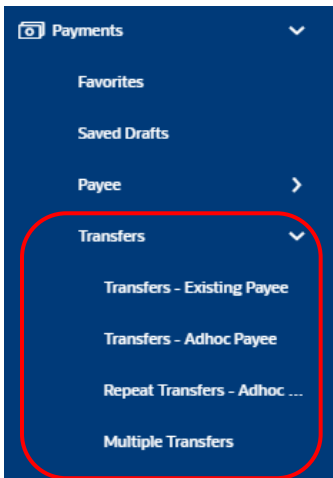 Payments
Favorites
Saved Drafts
Payee
Transfers
Transfers - Existing Payee
Transfers - Adhoc Payee
Repeat Transfers - Adhoc ...
Multiple Transfers